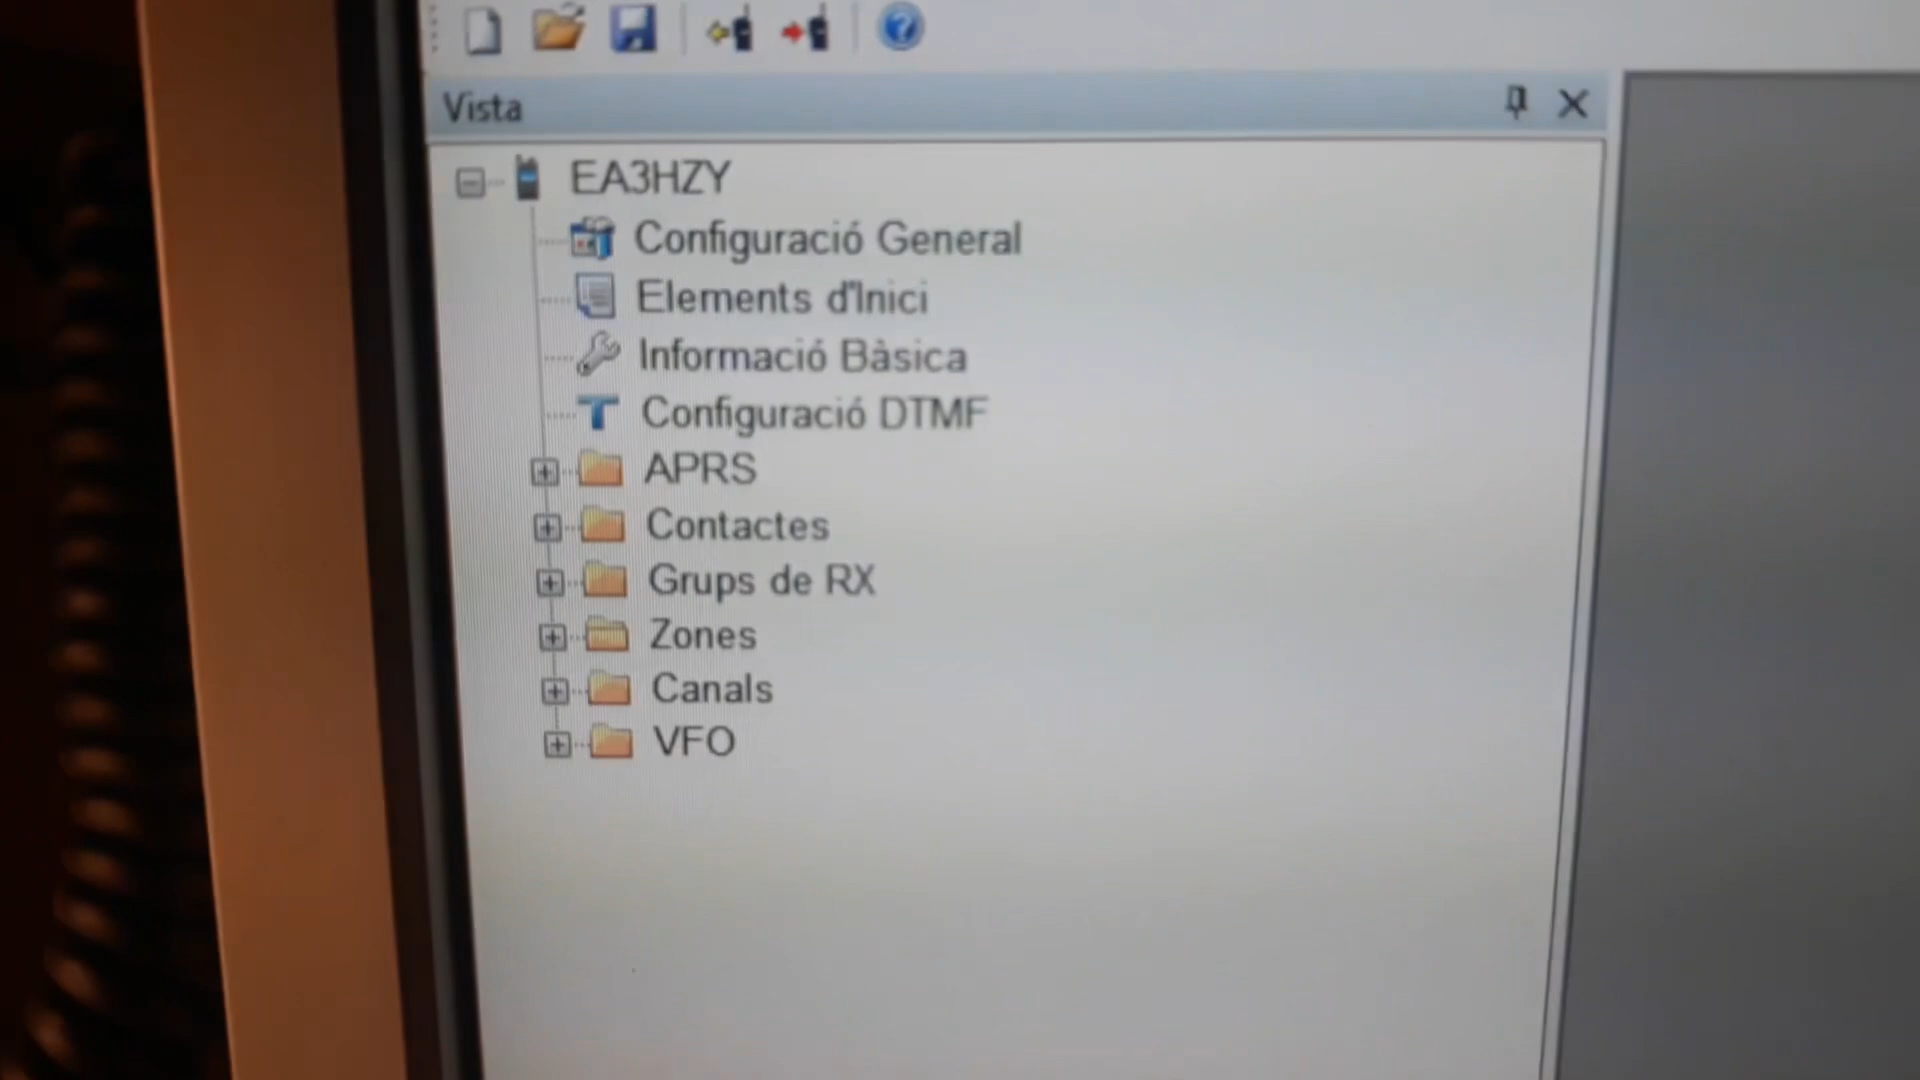 Vista
EA3HZY
Configuració General
Elements d'Inici
Informació Bàsica
Configuració DTMF
APRS
Contactes
Grups de RX
Zones
Canals
VFO